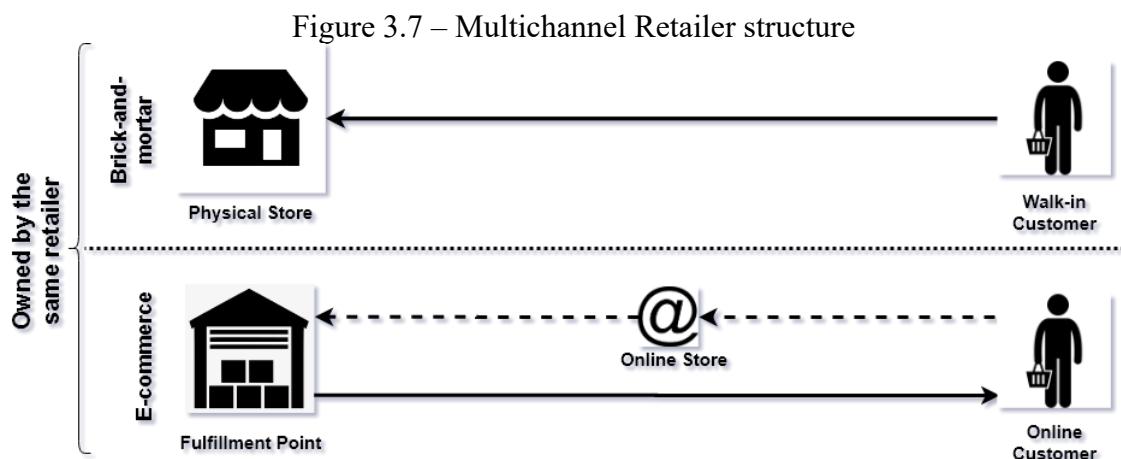 Figure 3.7 – Multichannel Retailer structure
Owned by the
same retailer
Brick-and-
mortar
Physical Store
Walk-in
Customer
E-commerce
@
Online Store
Fulfillment Point
Online
Customer